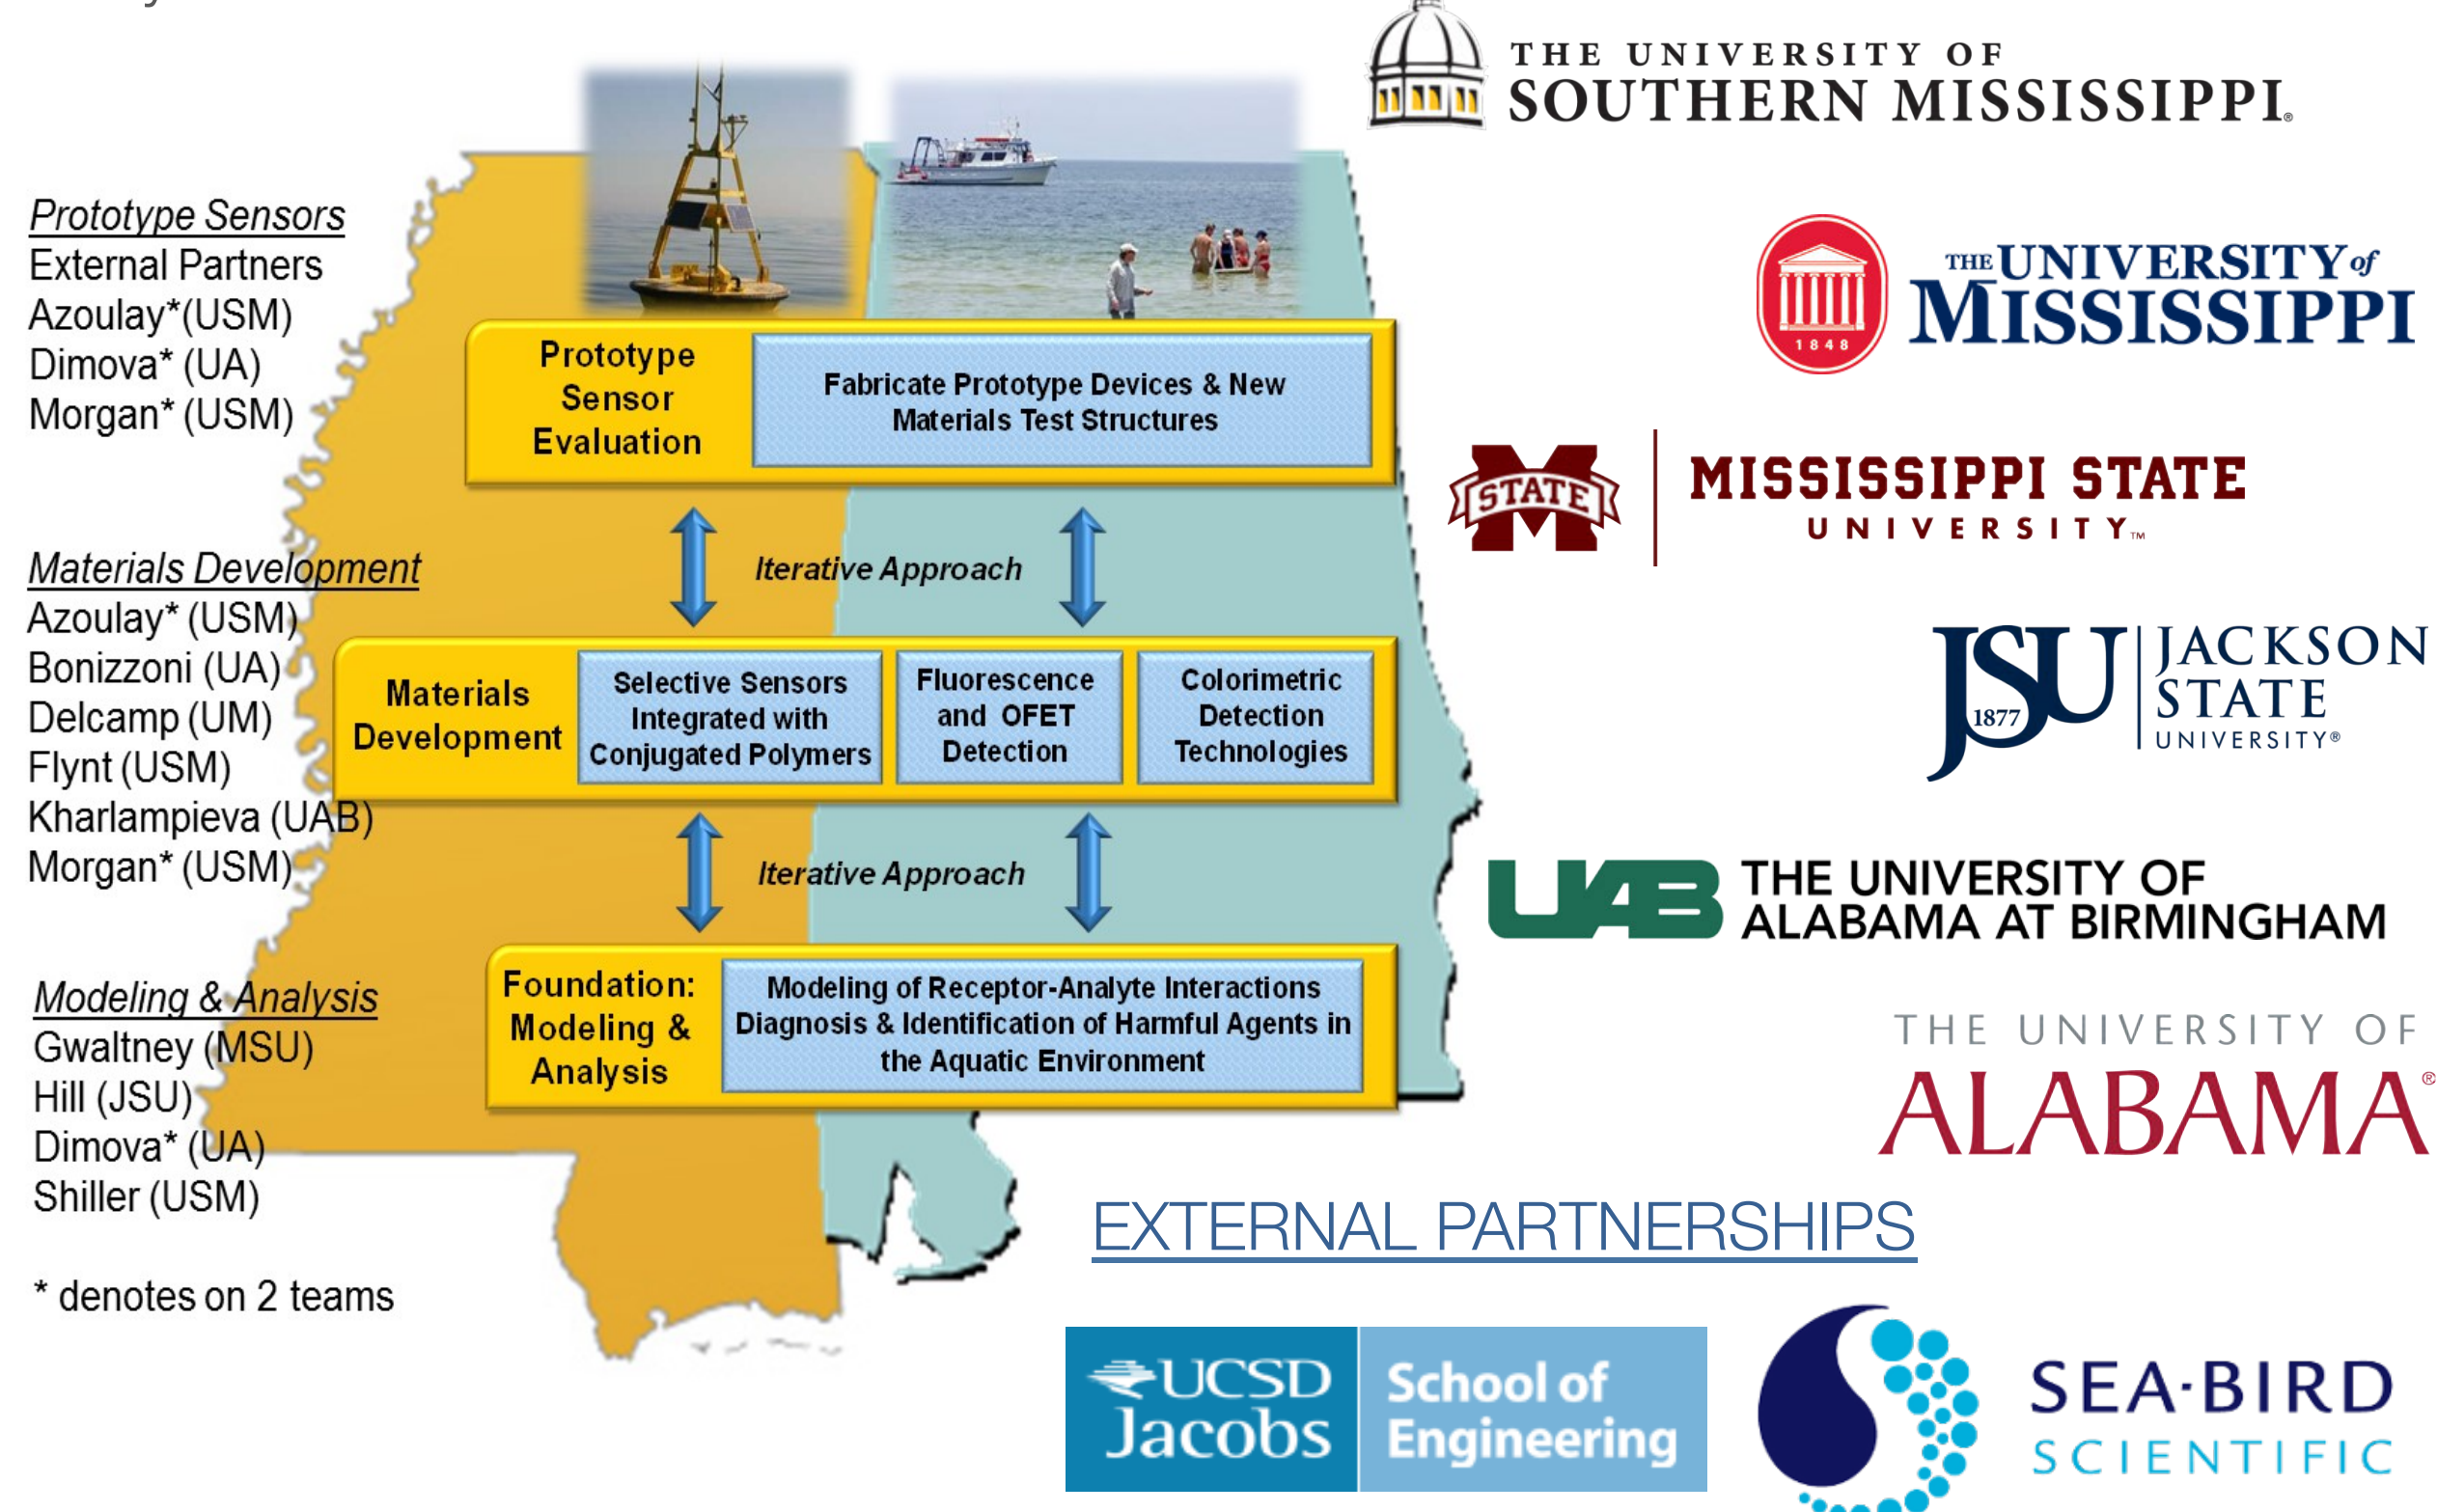 Prototype Sensors
External Partners
Azoulay*(USM)
Dimova* (UA)
Morgan* (USM)
Materials Development
Azoulay* (USM)
Bonizzoni (UA)
Delcamp (UM)
Flynt (USM)
Kharlampieva (UAB)
Morgan* (USM)
Modeling & Analysis
Gwaltney (MSU)
Hill (JSU)
Dimova* (UA)
Shiller (USM)
* denotes on 2 teams
Prototype
Sensor
Evaluation
Fabricate Prototype Devices & New
Materials Test Structures
Iterative Approach
Materials
Development
Selective Sensors
Integrated with
Conjugated Polymers
Fluorescence
and OFET
Detection
Colorimetric
Detection
Technologies
Iterative Approach
Foundation:
Modeling &
Analysis
Modeling of Receptor-Analyte Interactions
Diagnosis & Identification of Harmful Agents in
the Aquatic Environment
THE UNIVERSITY OF
SOUTHERN MISSISSIPPI®
1848
THE UNIVERSITY of
MISSISSIPPI
STATE
MISSISSIPPI STATE
UNIVERSITY™
JSU
1877
JACKSON
STATE
UNIVERSITY®
UAB
THE UNIVERSITY OF
ALABAMA AT BIRMINGHAM
THE UNIVERSITY OF
ALABAMA®
EXTERNAL PARTNERSHIPS
UCSD
Jacobs
School of
Engineering
SEA·BIRD
SCIENTIFIC